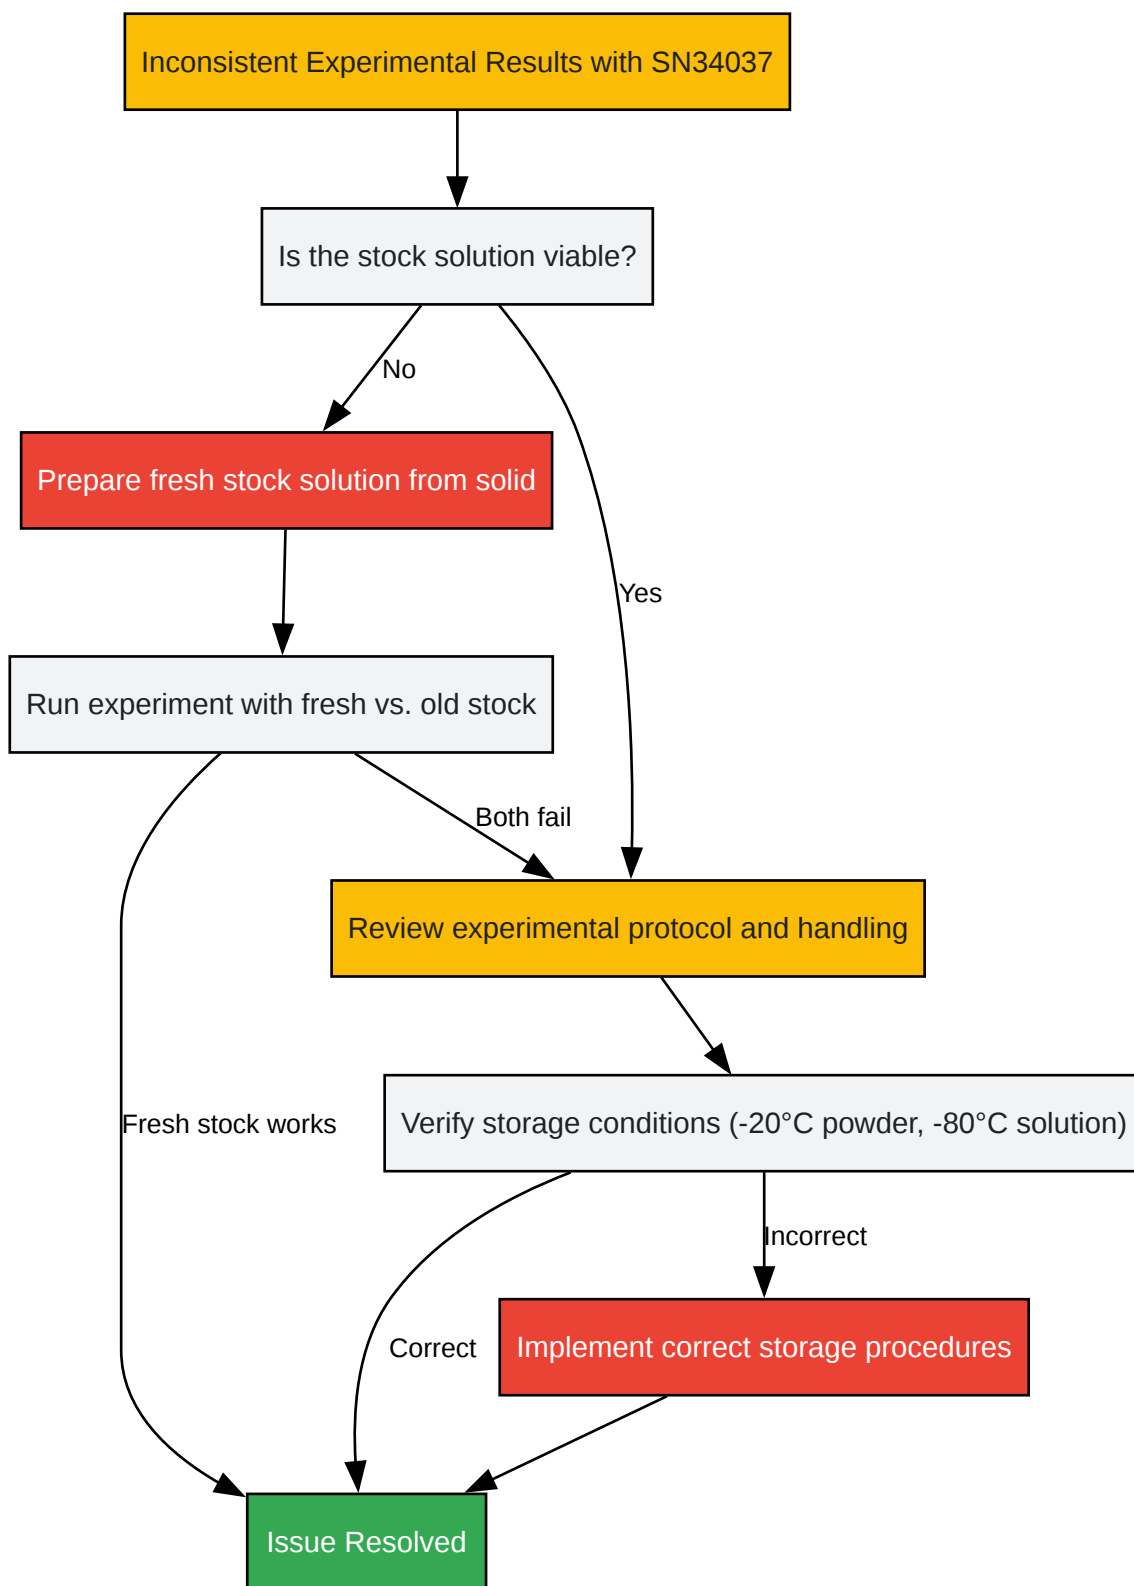 Inconsistent Experimental Results with SN34037
Is the stock solution viable?
No
Prepare fresh stock solution from solid
Yes
Run experiment with fresh vs. old stock
Both fail
Review experimental protocol and handling
Fresh stock works
Verify storage conditions (-20°C powder, -80°C solution)
Incorrect
Correct
Implement correct storage procedures
Issue Resolved